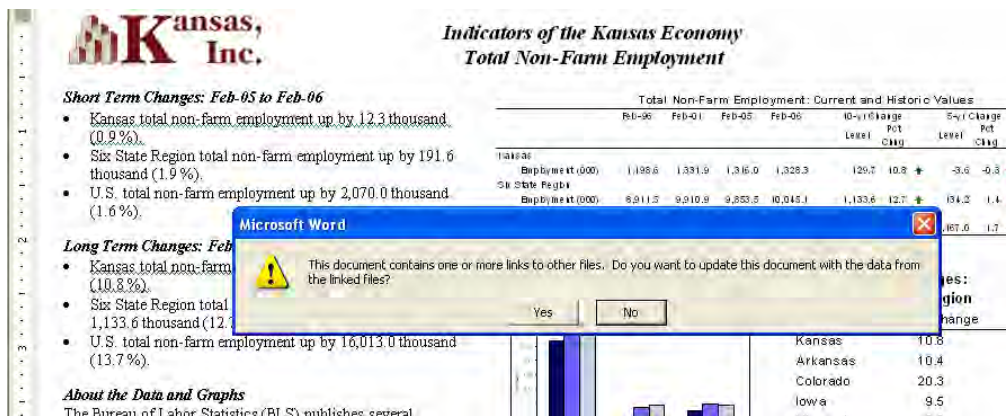 Kansas,
Inc.
Indicators of the Kansas Economy
Total Non-Farm Employment
Short Term Changes: Feb-05 to Feb-06
• Kansas total non-farm employment up by 12.3 thousand
(0.9%).
• Six State Region total non-farm employment up by 191.6
thousand (1.9%).
• U.S. total non-farm employment up by 2,070.0 thousand
(1.6%).
Long Term Changes: Feb
• Kansas total non-farm
(10.8%).
• Six State Region total
1,133.6 thousand (12.
• U.S. total non-farm employment up by 16,013.0 thousand
(13.7%).
About the Data and Graphs
The Bureau of Labor Statistics (BLS) publishes several
Total Non-Farm Employment: Current and Historic Values
Feb-96 Feb-01 Feb-05 Feb-06 10-yr Change 5-yr Change
Level Pct Chng Level Pct Chng
Kansas
Employment (000) 1,198.6 1,331.9 1,316.0 1,328.3 129.7 10.8 -3.6 -0.3
Six State Region
Employment (000) 8,911.5 9,910.9 9,853.5 10,045.1 1,133.6 12.7 134.2 1.4
,167.0 1.7
Microsoft Word
This document contains one or more links to other files. Do you want to update this document with the data from
the linked files?
Yes No
ges:
gion
hange
Kansas 10.8
Arkansas 10.4
Colorado 20.3
Iowa 9.5